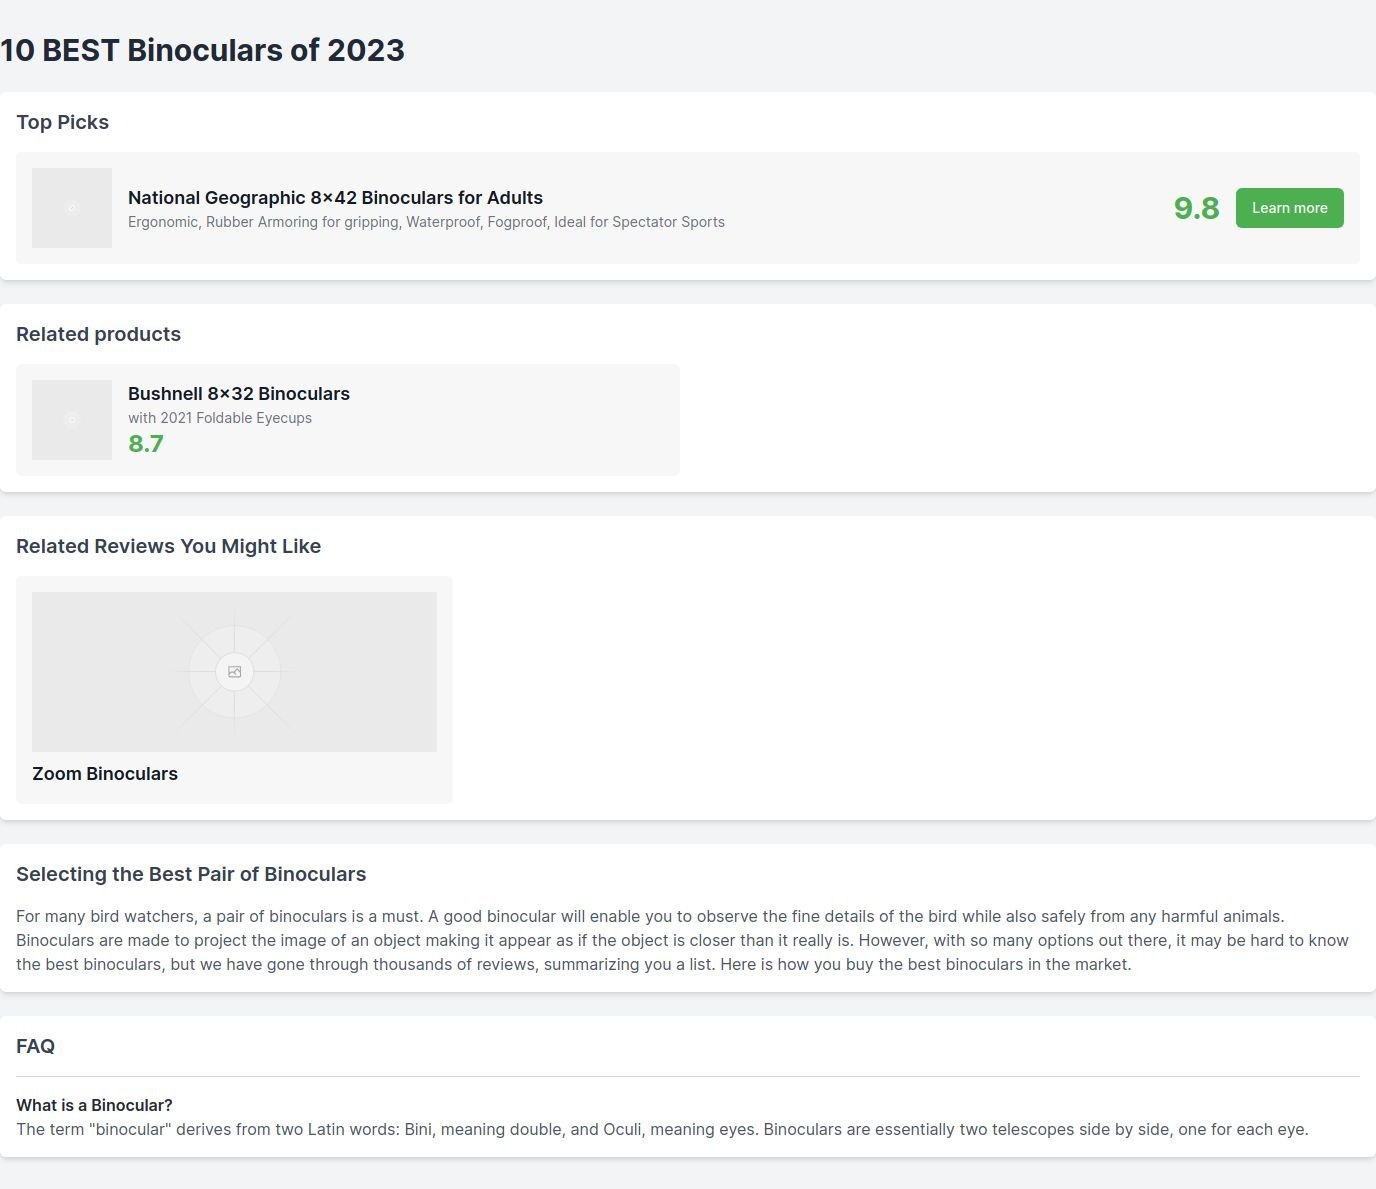 10 BEST Binoculars of 2023
Top Picks
National Geographic 8×42 Binoculars for Adults
Ergonomic, Rubber Armoring for gripping, Waterproof, Fogproof, Ideal for Spectator Sports
9.8
Learn more
Related products
Bushnell 8×32 Binoculars
with 2021 Foldable Eyecups
8.7
Related Reviews You Might Like
Zoom Binoculars
Selecting the Best Pair of Binoculars
For many bird watchers, a pair of binoculars is a must. A good binocular will enable you to observe the fine details of the bird while also safely from any harmful animals.
Binoculars are made to project the image of an object making it appear as if the object is closer than it really is. However, with so many options out there, it may be hard to know
the best binoculars, but we have gone through thousands of reviews, summarizing you a list. Here is how you buy the best binoculars in the market.
FAQ
What is a Binocular?
The term "binocular" derives from two Latin words: Bini, meaning double, and Oculi, meaning eyes. Binoculars are essentially two telescopes side by side, one for each eye.